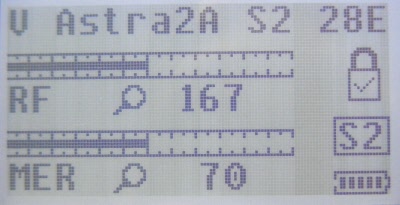 V Astra2A S2 28E
RF 167
S2
MER 70